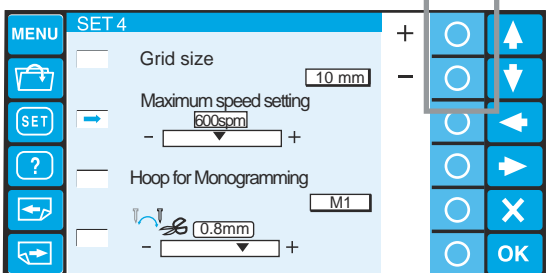 MENU
SET 4
+
Grid size
10 mm
−
Maximum speed setting
SET
600spm
− +
?
Hoop for Monogramming
M1
0.8mm
− +
OK